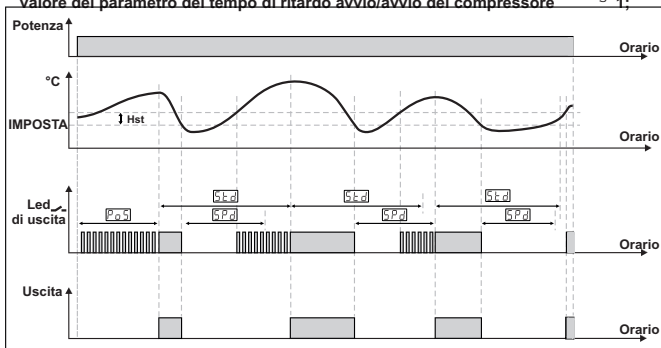 valore del parametro del tempo di ritardo avvio/avvio del compressore 1;
Potenza
Orario
°C
IMPOSTA
Hst
Orario
Std Std Std
Led
di uscita
PoS SPd SPd SPd
Orario
Uscita
Orario